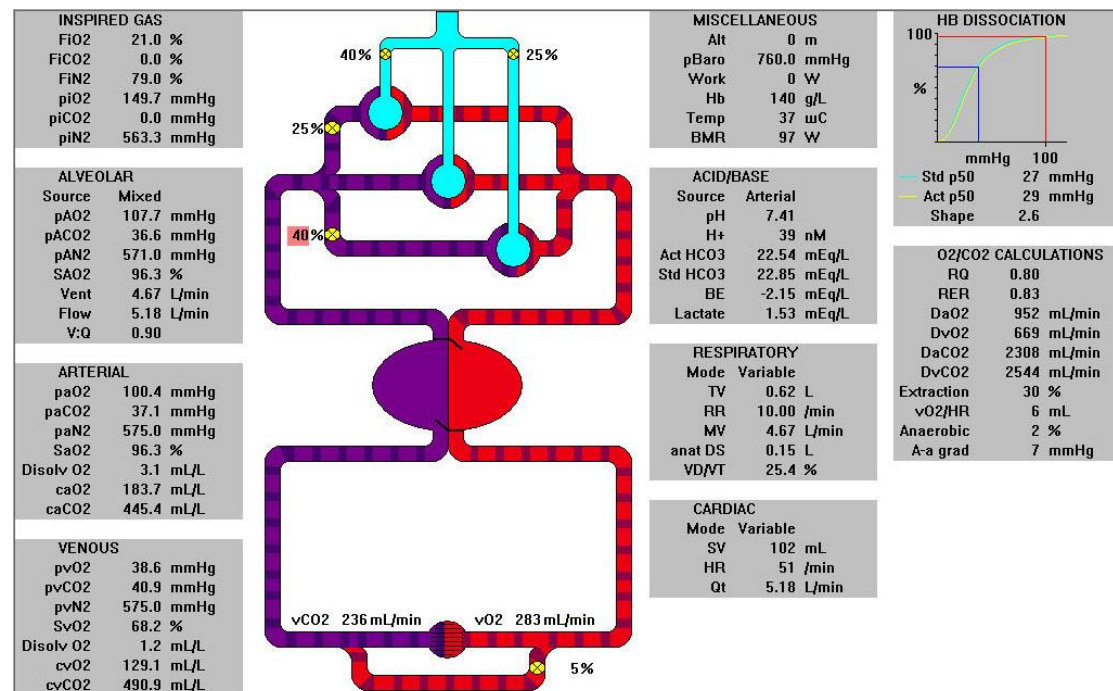 INSPIRED GAS
FiO2 21.0 %
FiCO2 0.0 %
FiN2 79.0 %
piO2 149.7 mmHg
piCO2 0.0 mmHg
piN2 563.3 mmHg
ALVEOLAR
Source Mixed
pAO2 107.7 mmHg
pACO2 36.6 mmHg
pAN2 571.0 mmHg
SAO2 96.3 %
Vent 4.67 L/min
Flow 5.18 L/min
V:Q 0.90
ARTERIAL
paO2 100.4 mmHg
paCO2 37.1 mmHg
paN2 575.0 mmHg
SaO2 96.3 %
Disolv O2 3.1 mL/L
caO2 183.7 mL/L
caCO2 445.4 mL/L
VENOUS
pvO2 38.6 mmHg
pvCO2 40.9 mmHg
pvN2 575.0 mmHg
SvO2 68.2 %
Disolv O2 1.2 mL/L
cvO2 129.1 mL/L
cvCO2 490.9 mL/L
40%
25%
25%
40%
vCO2 236 mL/min
vO2 283 mL/min
5%
MISCELLANEOUS
Alt 0 m
pBaro 760.0 mmHg
Work 0 W
Hb 140 g/L
Temp 37 шC
BMR 97 W
ACID/BASE
Source Arterial
pH 7.41
H+ 39 nM
Act HCO3 22.54 mEq/L
Std HCO3 22.85 mEq/L
BE -2.15 mEq/L
Lactate 1.53 mEq/L
RESPIRATORY
Mode Variable
TV 0.62 L
RR 10.00 /min
MV 4.67 L/min
anat DS 0.15 L
VD/VT 25.4 %
CARDIAC
Mode Variable
SV 102 mL
HR 51 /min
Qt 5.18 L/min
HB DISSOCIATION
100
%
mmHg 100
Std p50 27 mmHg
Act p50 29 mmHg
Shape 2.6
O2/CO2 CALCULATIONS
RQ 0.80
RER 0.83
DaO2 952 mL/min
DvO2 669 mL/min
DaCO2 2308 mL/min
DvCO2 2544 mL/min
Extraction 30 %
vO2/HR 6 mL
Anaerobic 2 %
A-a grad 7 mmHg